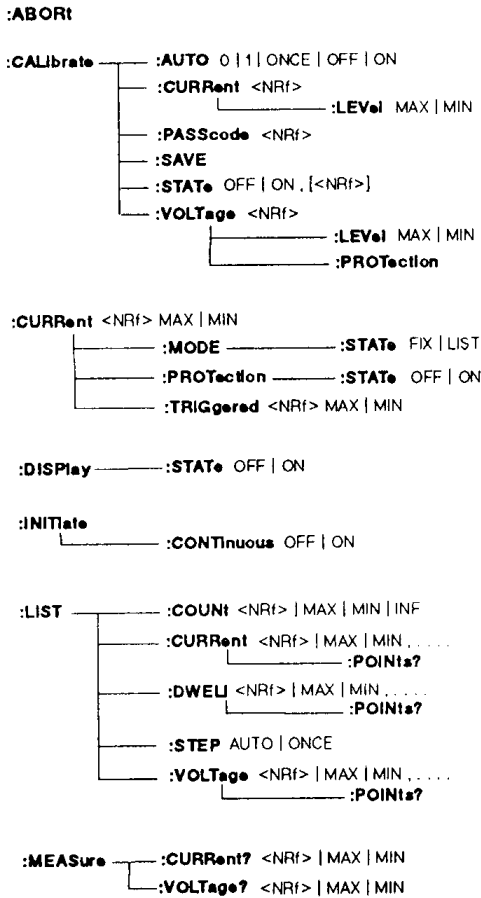 :ABORt
:CALibrate :AUTO 0 | 1 | ONCE | OFF | ON
:CURRent <NRf>
:LEVel MAX | MIN
:PASScode <NRf>
:SAVE
:STATe OFF | ON , [<NRf>]
:VOLTage <NRf>
:LEVel MAX | MIN
:PROTection
:CURRent <NRf> MAX | MIN
:MODE :STATe FIX | LIST
:PROTection :STATe OFF | ON
:TRIGgered <NRf> MAX | MIN
:DISPlay :STATe OFF | ON
:INITiate
:CONTinuous OFF | ON
:LIST :COUNt <NRf> | MAX | MIN | INF
:CURRent <NRf> | MAX | MIN , . . . .
:POINts?
:DWELl <NRf> | MAX | MIN , . . . .
:POINts?
:STEP AUTO | ONCE
:VOLTage <NRf> | MAX | MIN , . . . .
:POINts?
:MEASure :CURRent? <NRf> | MAX | MIN
:VOLTage? <NRf> | MAX | MIN